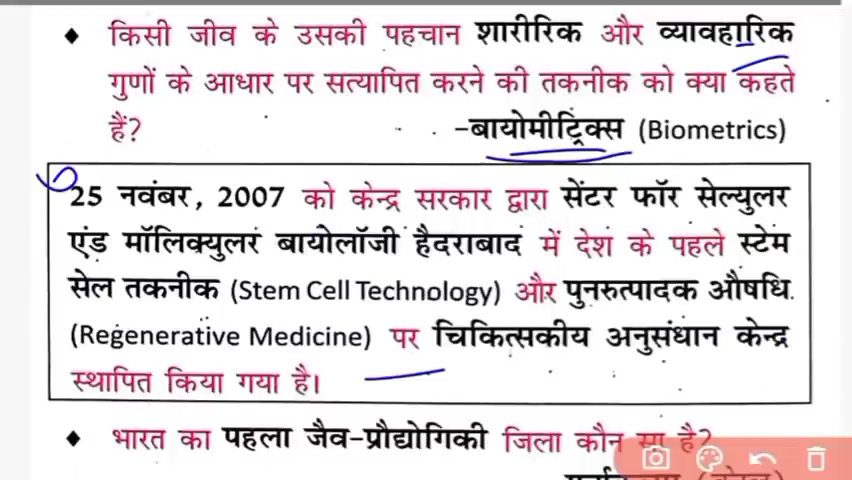 ♦ किसी जीव के उसकी पहचान शारीरिक और व्यावहारिक
गुणों के आधार पर सत्यापित करने की तकनीक को क्या कहते
हैं? -बायोमीट्रिक्स (Biometrics)
25 नवंबर, 2007 को केन्द्र सरकार द्वारा सेंटर फॉर सेल्युलर
एंड मॉलिक्युलर बायोलॉजी हैदराबाद में देश के पहले स्टेम
सेल तकनीक (Stem Cell Technology) और पुनरुत्पादक औषधि
(Regenerative Medicine) पर चिकित्सकीय अनुसंधान केन्द्र
स्थापित किया गया है।
♦ भारत का पहला जैव-प्रौद्योगिकी जिला कौन सा है?